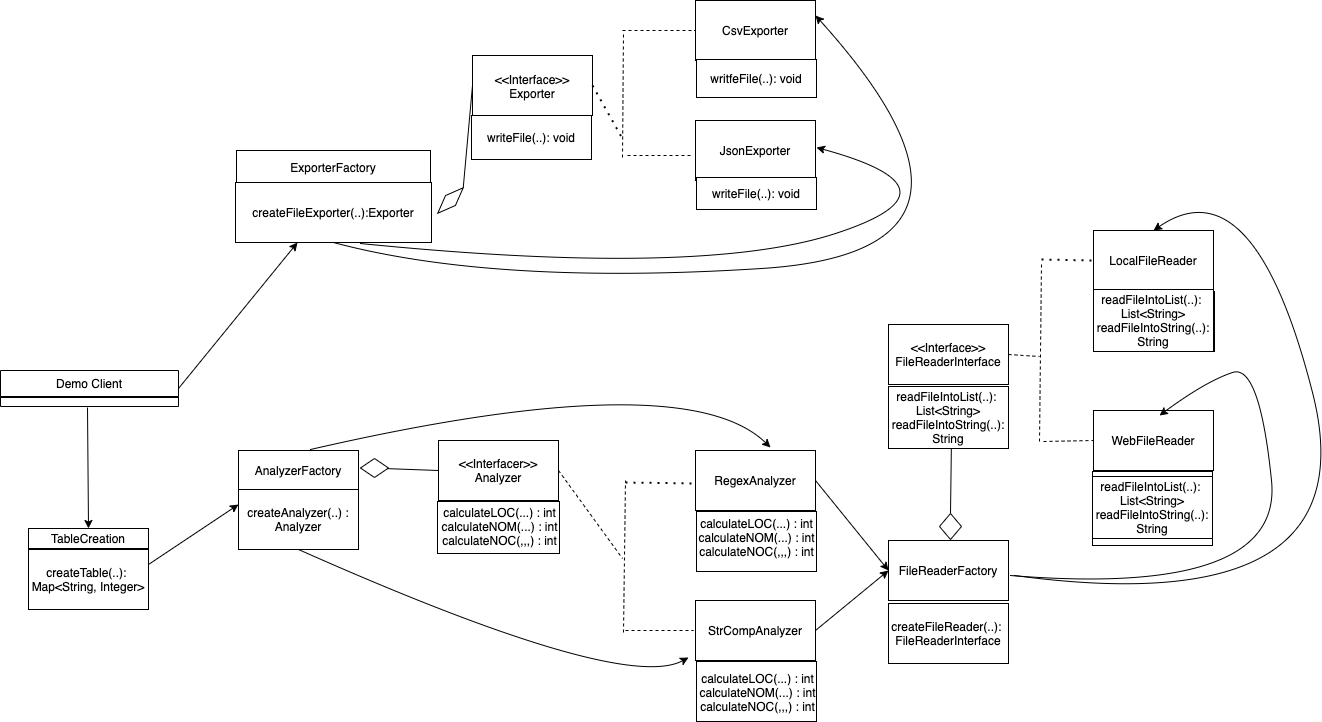 CsvExporter
writfeFile(..): void
<<Interface>>
Exporter
writeFile(..): void
JsonExporter
writeFile(..): void
ExporterFactory
createFileExporter(..):Exporter
LocalFileReader
readFileIntoList(..):
List<String>
readFileIntoString(..):
String
<<Interface>>
FileReaderInterface
readFileIntoList(..):
List<String>
readFileIntoString(..):
String
Demo Client
WebFileReader
readFileIntoList(..):
List<String>
readFileIntoString(..):
String
AnalyzerFactory
createAnalyzer(..) :
Analyzer
<<Interfacer>>
Analyzer
calculateLOC(...) : int
calculateNOM(...) : int
calculateNOC(,,,) : int
RegexAnalyzer
calculateLOC(...) : int
calculateNOM(...) : int
calculateNOC(,,,) : int
TableCreation
createTable(..):
Map<String, Integer>
FileReaderFactory
createFileReader(..):
FileReaderInterface
StrCompAnalyzer
calculateLOC(...) : int
calculateNOM(...) : int
calculateNOC(,,,) : int